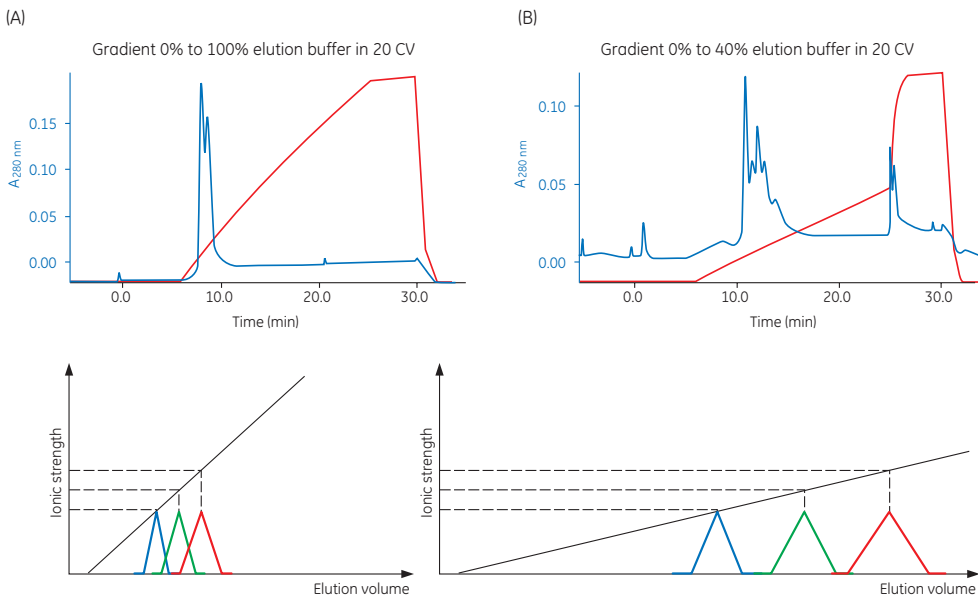 (A)
Gradient 0% to 100% elution buffer in 20 CV
A280 nm
0.15
0.10
0.05
0.00
0.0 10.0 20.0 30.0
Time (min)
(B)
Gradient 0% to 40% elution buffer in 20 CV
A280 nm
0.10
0.05
0.00
0.0 10.0 20.0 30.0
Time (min)
Ionic strength
Elution volume
Ionic strength
Elution volume